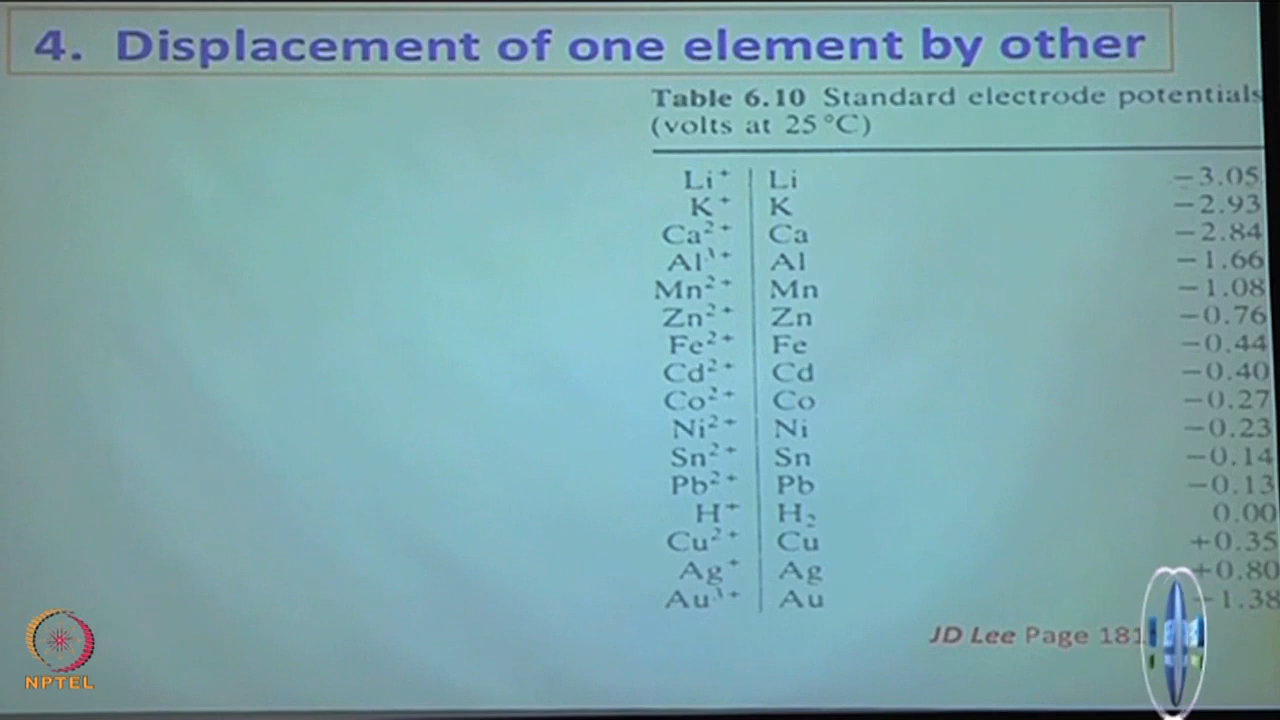 4. Displacement of one element by other
Table 6.10 Standard electrode potentials
(volts at 25 °C)
Li⁺ | Li −3.05
K⁺ | K −2.93
Ca²⁺ | Ca −2.84
Al³⁺ | Al −1.66
Mn²⁺ | Mn −1.08
Zn²⁺ | Zn −0.76
Fe²⁺ | Fe −0.44
Cd²⁺ | Cd −0.40
Co²⁺ | Co −0.27
Ni²⁺ | Ni −0.23
Sn²⁺ | Sn −0.14
Pb²⁺ | Pb −0.13
H⁺ | H₂ 0.00
Cu²⁺ | Cu +0.35
Ag⁺ | Ag +0.80
Au³⁺ | Au 1.38
JD Lee Page 181
NPTEL